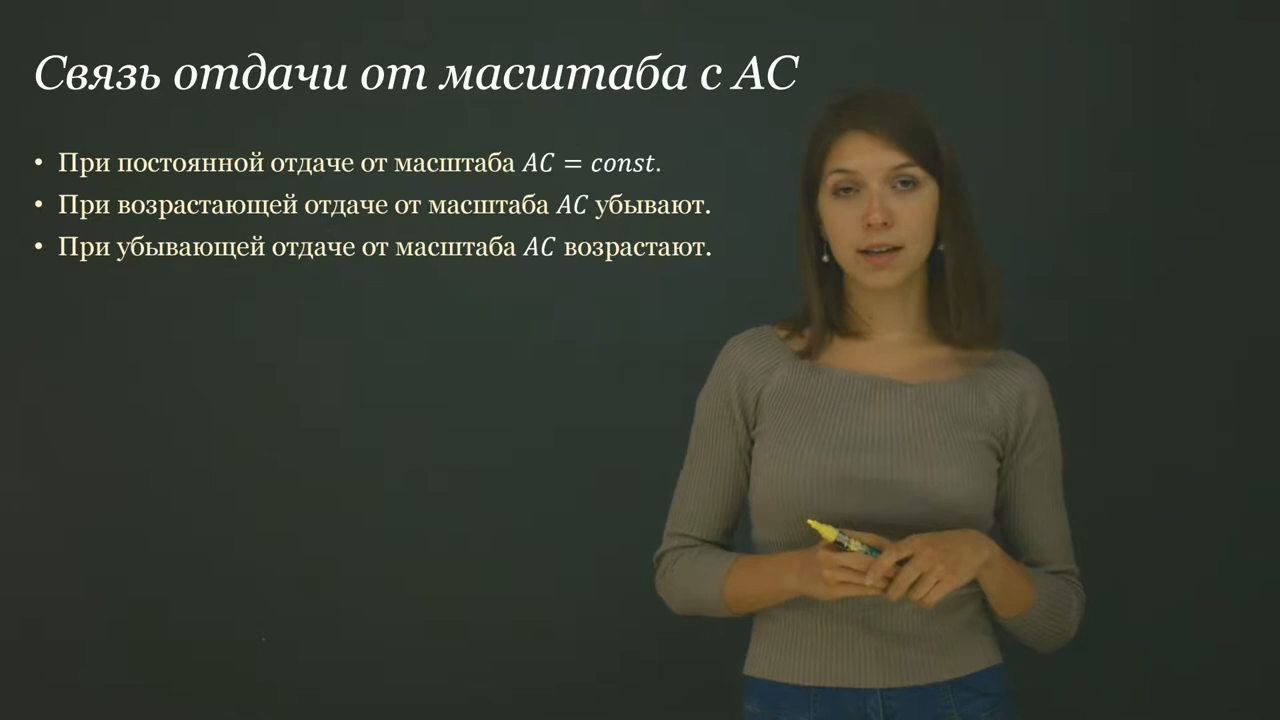 Связь отдачи от масштаба с AC
• При постоянной отдаче от масштаба AC = const.
• При возрастающей отдаче от масштаба AC убывают.
• При убывающей отдаче от масштаба AC возрастают.